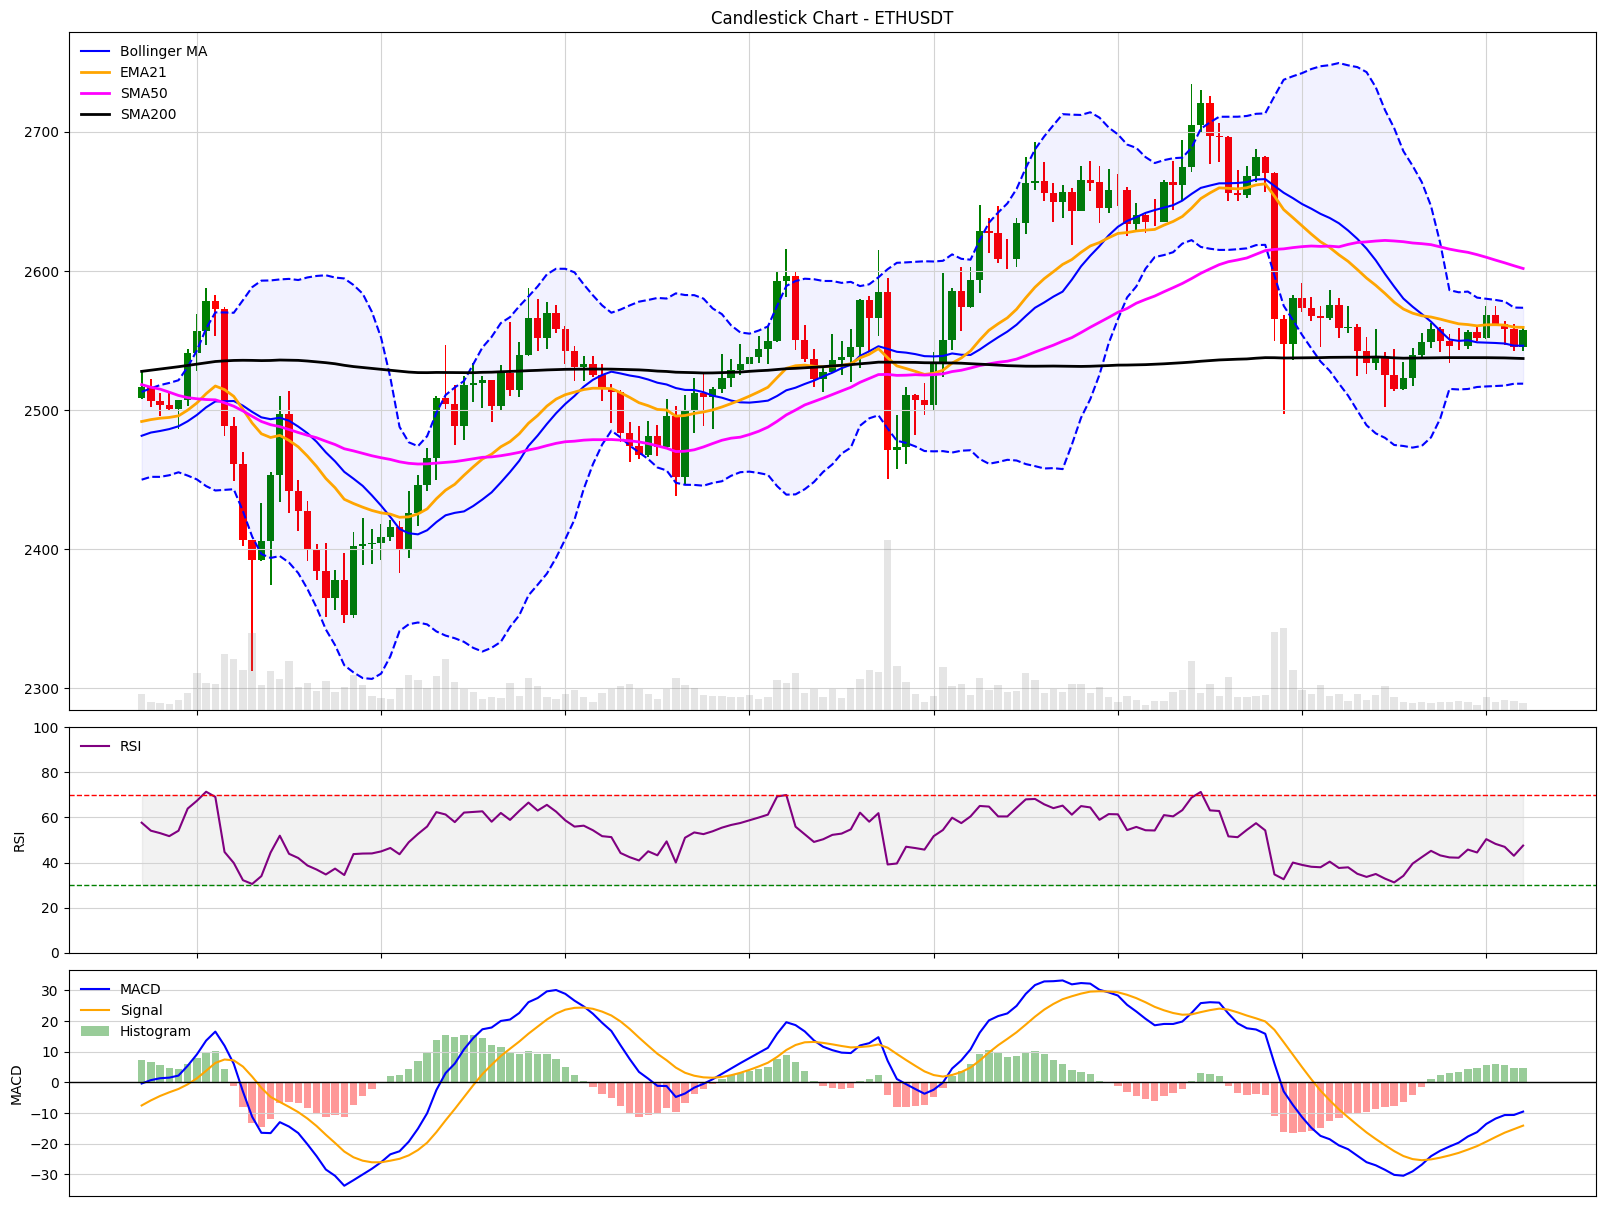 Candlestick Chart - ETHUSDT
Bollinger MA
EMA21
SMA50
SMA200
2700
2600
2500
2400
2300
100
80
60
40
20
0
RSI
RSI
30
20
10
0
−10
−20
−30
MACD
MACD
Signal
Histogram